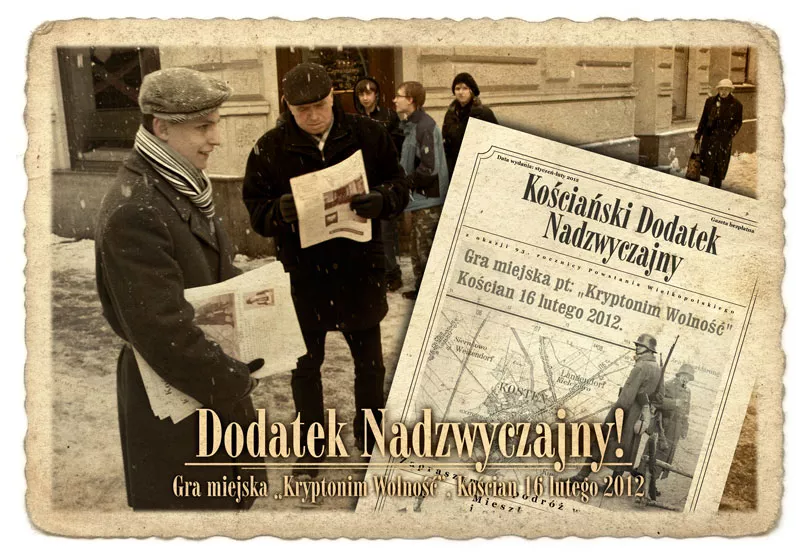 Data wydania: styczeń-luty 2012
Gazeta bezpłatna
Kościański Dodatek
Nadzwyczajny
z okazji 93. rocznicy Powstania Wielkopolskiego
Gra miejska pt: „Kryptonim Wolność"
Kościan 16 lutego 2012.
KOSTEN
Dodatek Nadzwyczajny!
Gra miejska „Kryptonim Wolność". Kościan 16 lutego 2012